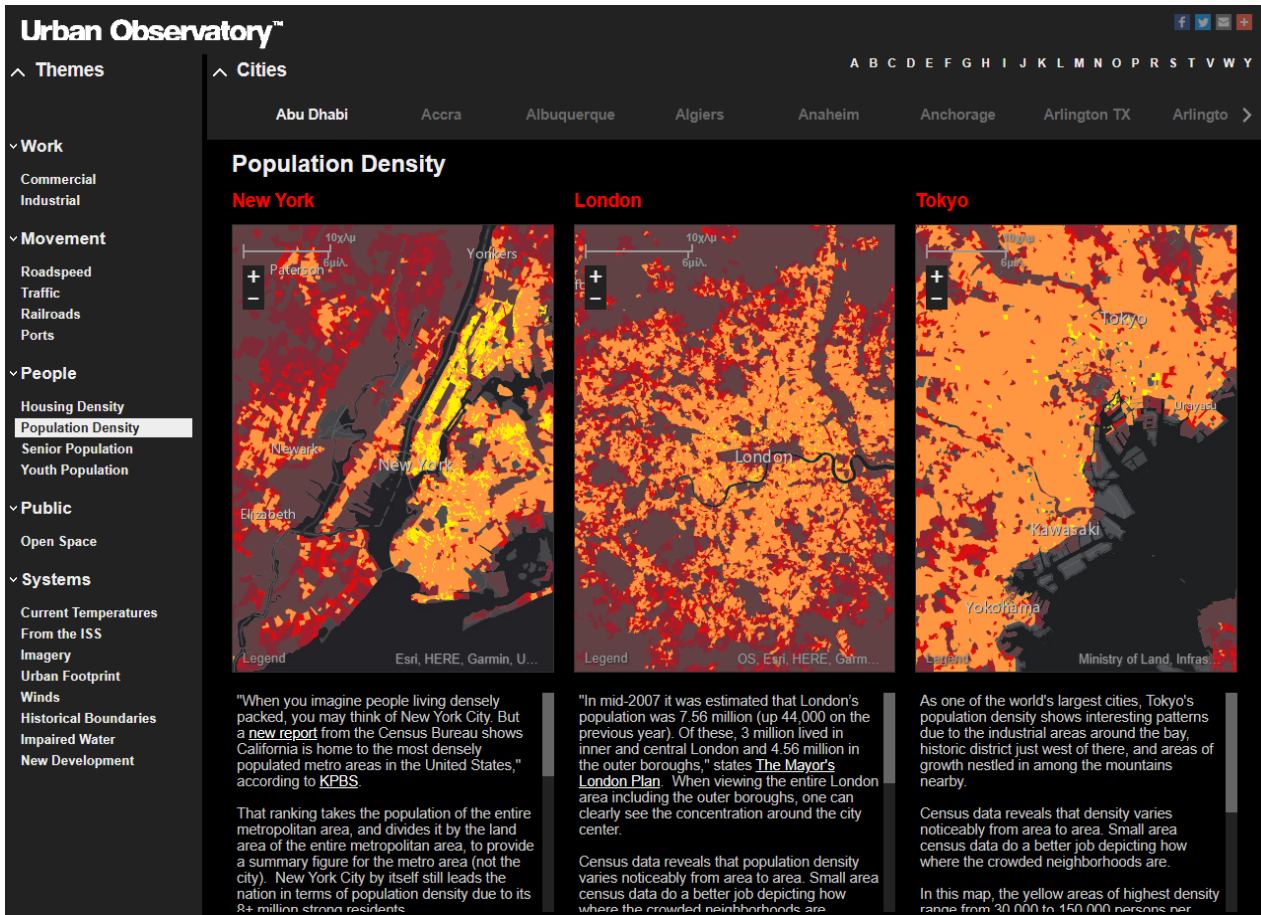 Urban Observatory™
Themes
Cities
A B C D E F G H I J K L M N O P R S T V W Y
Abu Dhabi Accra Albuquerque Algiers Anaheim Anchorage Arlington TX Arlingto
Work
Commercial
Industrial
Movement
Roadspeed
Traffic
Railroads
Ports
People
Housing Density
Population Density
Senior Population
Youth Population
Public
Open Space
Systems
Current Temperatures
From the ISS
Imagery
Urban Footprint
Winds
Historical Boundaries
Impaired Water
New Development
Population Density
New York
10χλμ
6μίλ.
Yonkers
Paterson
+
−
Newark
New York
Elizabeth
Legend
Esri, HERE, Garmin, U...
"When you imagine people living densely
packed, you may think of New York City. But
a new report from the Census Bureau shows
California is home to the most densely
populated metro areas in the United States,"
according to KPBS.
That ranking takes the population of the entire
metropolitan area, and divides it by the land
area of the entire metropolitan area, to provide
a summary figure for the metro area (not the
city). New York City by itself still leads the
nation in terms of population density due to its
8+ million strong residents.
London
10χλμ
6μίλ.
+
−
London
Legend
OS, Esri, HERE, Garm...
"In mid-2007 it was estimated that London's
population was 7.56 million (up 44,000 on the
previous year). Of these, 3 million lived in
inner and central London and 4.56 million in
the outer boroughs," states The Mayor's
London Plan. When viewing the entire London
area including the outer boroughs, one can
clearly see the concentration around the city
center.
Census data reveals that population density
varies noticeably from area to area. Small area
census data do a better job depicting how
where the crowded neighborhoods are.
Tokyo
10χλμ
6μίλ.
+
−
Tokyo
Urayasu
Kawasaki
Yokohama
Legend
Ministry of Land, Infras...
As one of the world's largest cities, Tokyo's
population density shows interesting patterns
due to the industrial areas around the bay,
historic district just west of there, and areas of
growth nestled in among the mountains
nearby.
Census data reveals that density varies
noticeably from area to area. Small area
census data do a better job depicting how
where the crowded neighborhoods are.
In this map, the yellow areas of highest density
range from 30,000 to 150,000 persons per